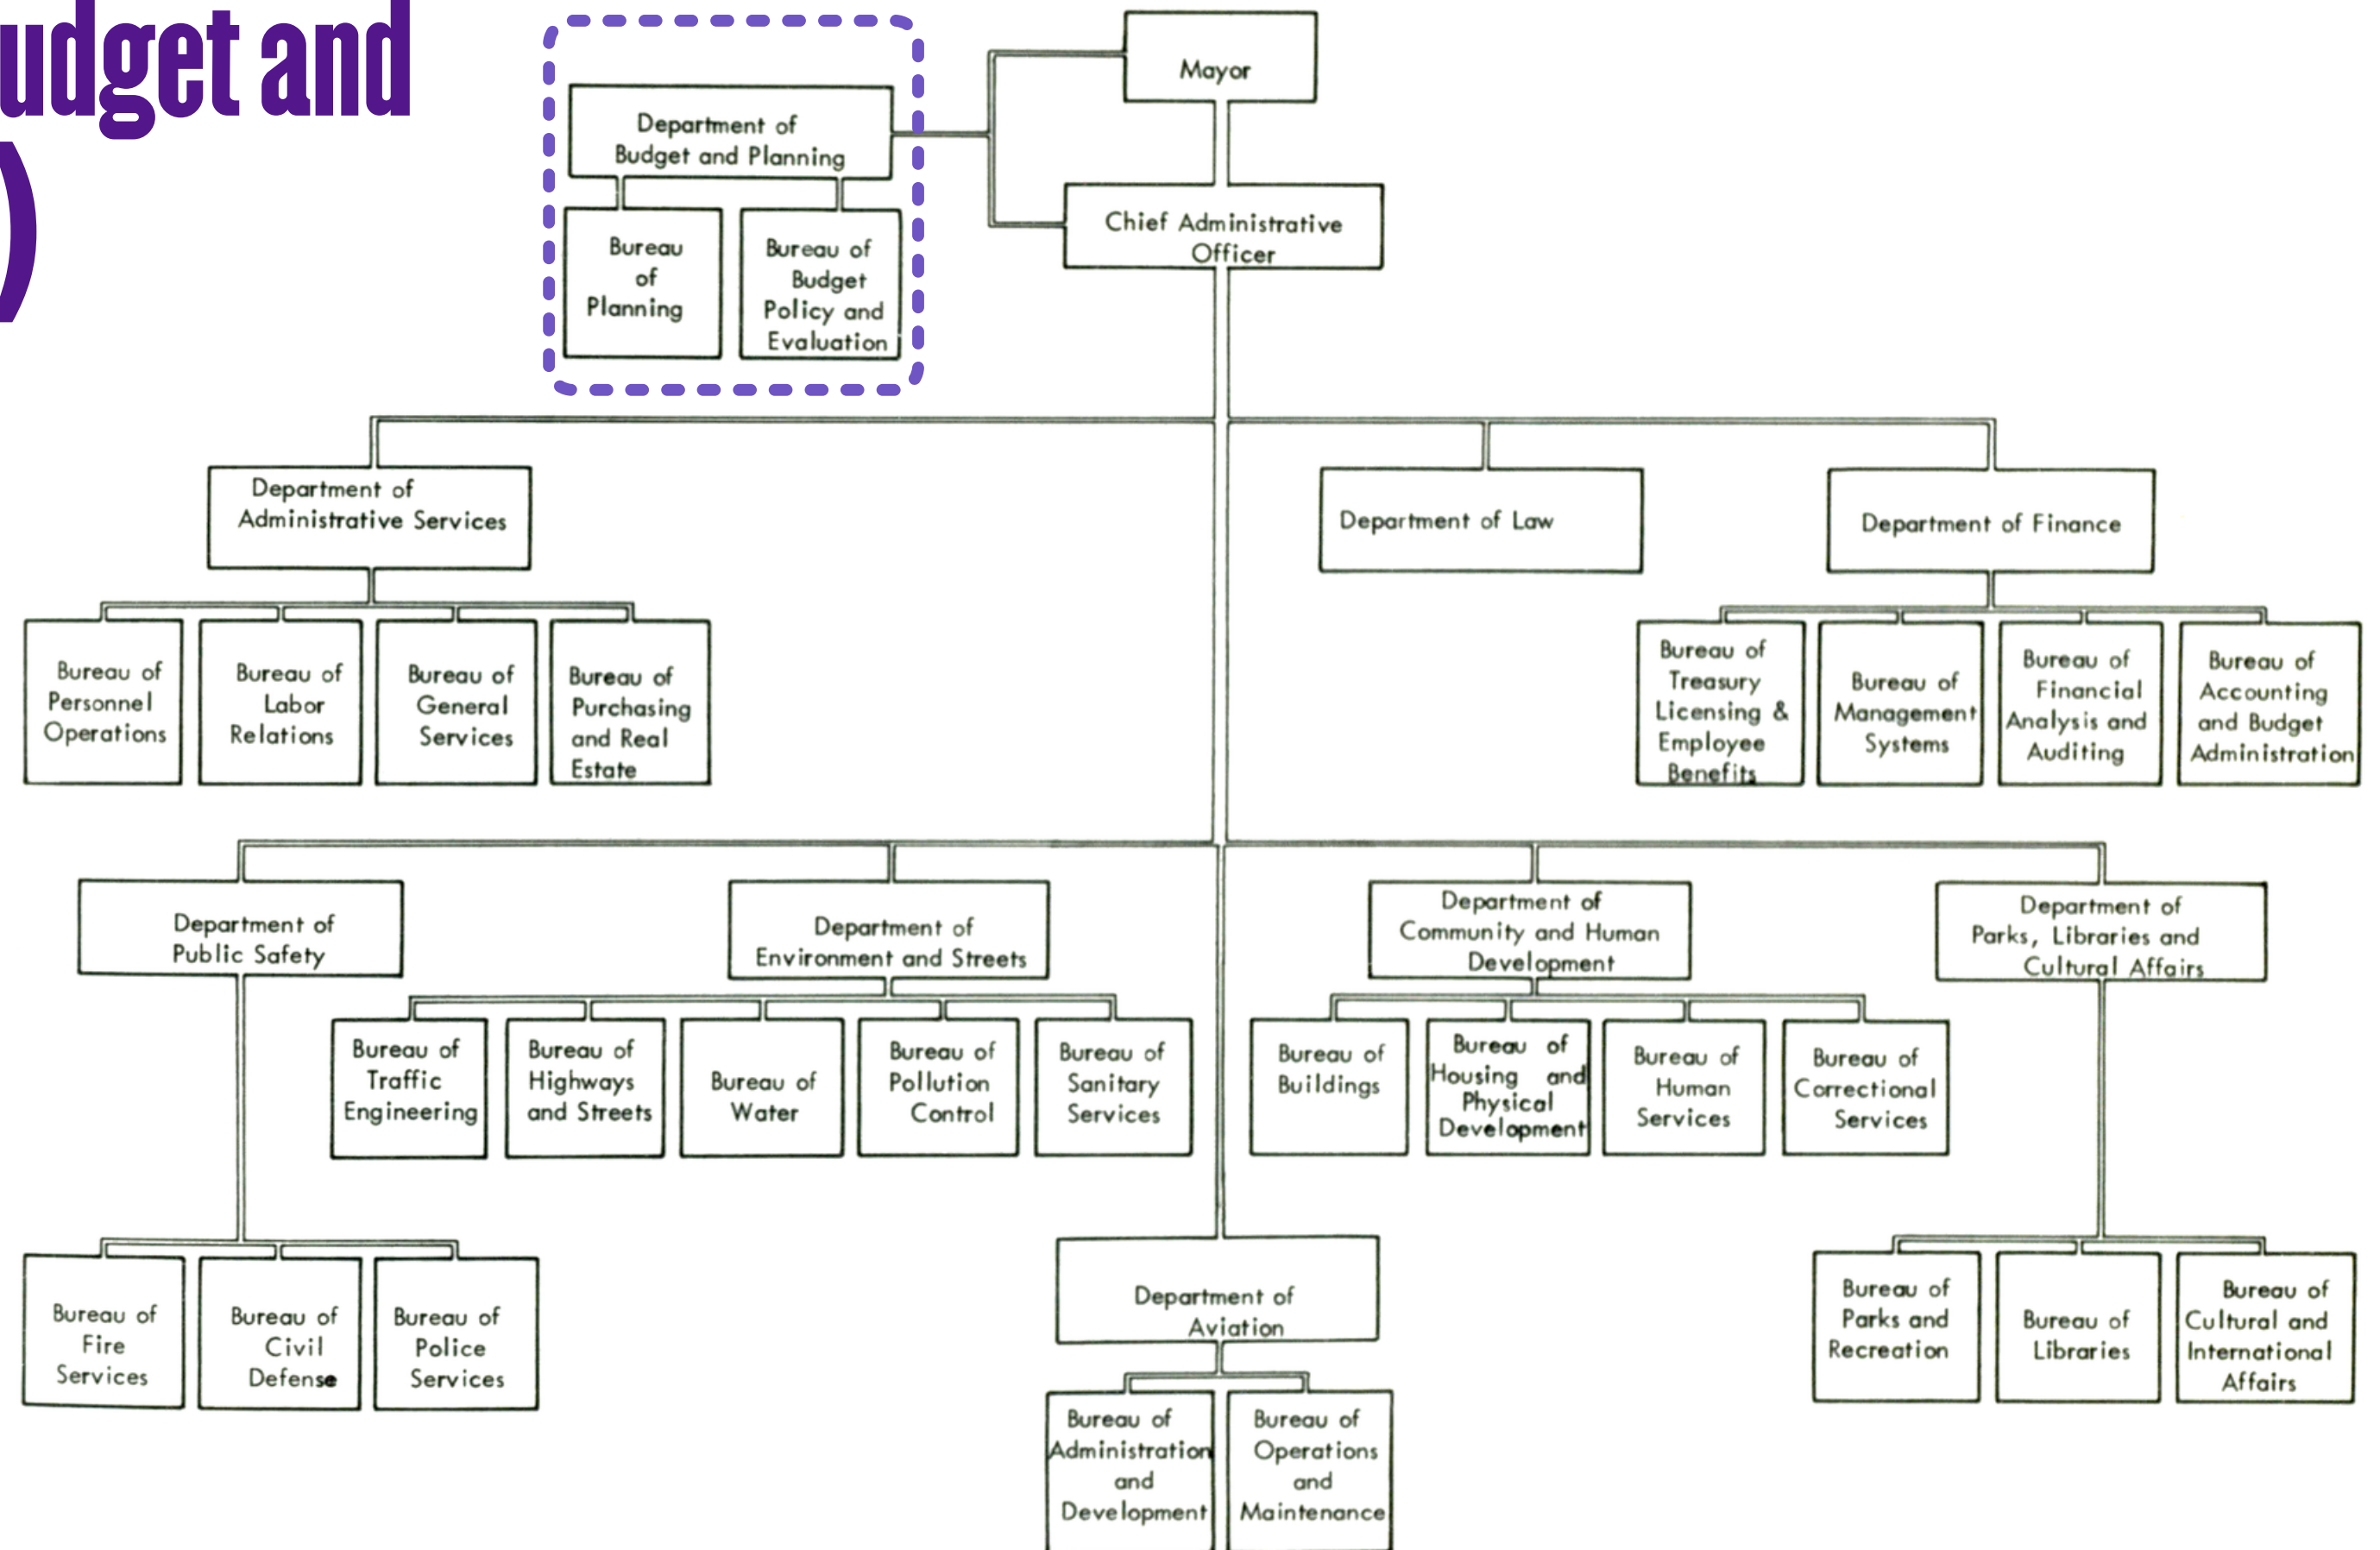 udget and
)
Mayor
Department of
Budget and Planning
Chief Administrative
Officer
Bureau
of
Planning
Bureau of
Budget
Policy and
Evaluation
Department of
Administrative Services
Department of Law
Department of Finance
Bureau of
Personnel
Operations
Bureau of
Labor
Relations
Bureau of
General
Services
Bureau of
Purchasing
and Real
Estate
Bureau of
Treasury
Licensing &
Employee
Benefits
Bureau of
Management
Systems
Bureau of
Financial
Analysis and
Auditing
Bureau of
Accounting
and Budget
Administration
Department of
Public Safety
Department of
Environment and Streets
Department of
Community and Human
Development
Department of
Parks, Libraries and
Cultural Affairs
Bureau of
Traffic
Engineering
Bureau of
Highways
and Streets
Bureau of
Water
Bureau of
Pollution
Control
Bureau of
Sanitary
Services
Bureau of
Buildings
Bureau of
Housing and
Physical
Development
Bureau of
Human
Services
Bureau of
Correctional
Services
Bureau of
Fire
Services
Bureau of
Civil
Defense
Bureau of
Police
Services
Department of
Aviation
Bureau of
Parks and
Recreation
Bureau of
Libraries
Bureau of
Cultural and
International
Affairs
Bureau of
Administration
and
Development
Bureau of
Operations
and
Maintenance